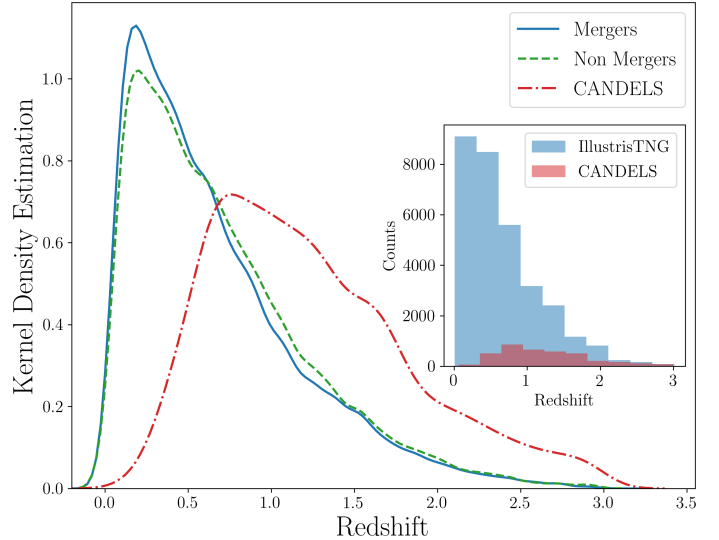 Mergers
Non Mergers
CANDELS
Kernel Density Estimation
1.0
0.8
0.6
0.4
0.2
0.0
0.0 0.5 1.0 1.5 2.0 2.5 3.0 3.5
Redshift
IllustrisTNG
CANDELS
Counts
8000
6000
4000
2000
0
0 1 2 3
Redshift